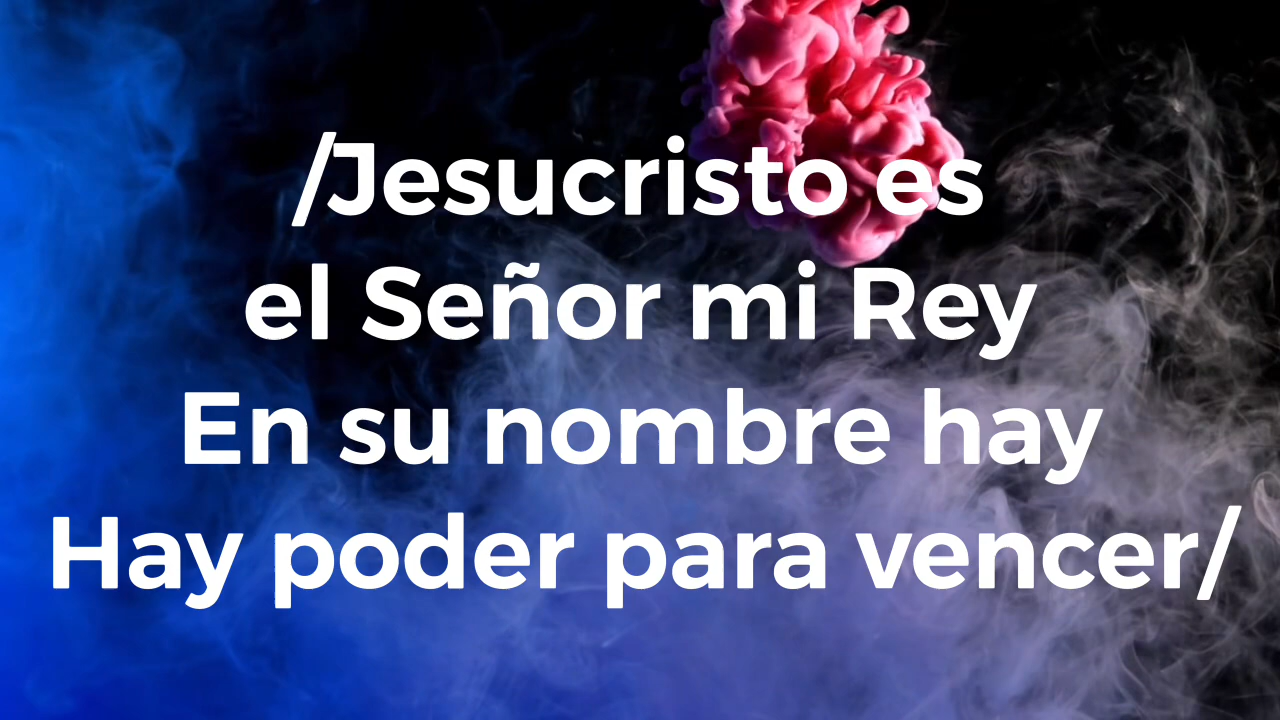 /Jesucristo es
el Señor mi Rey
En su nombre hay
Hay poder para vencer/